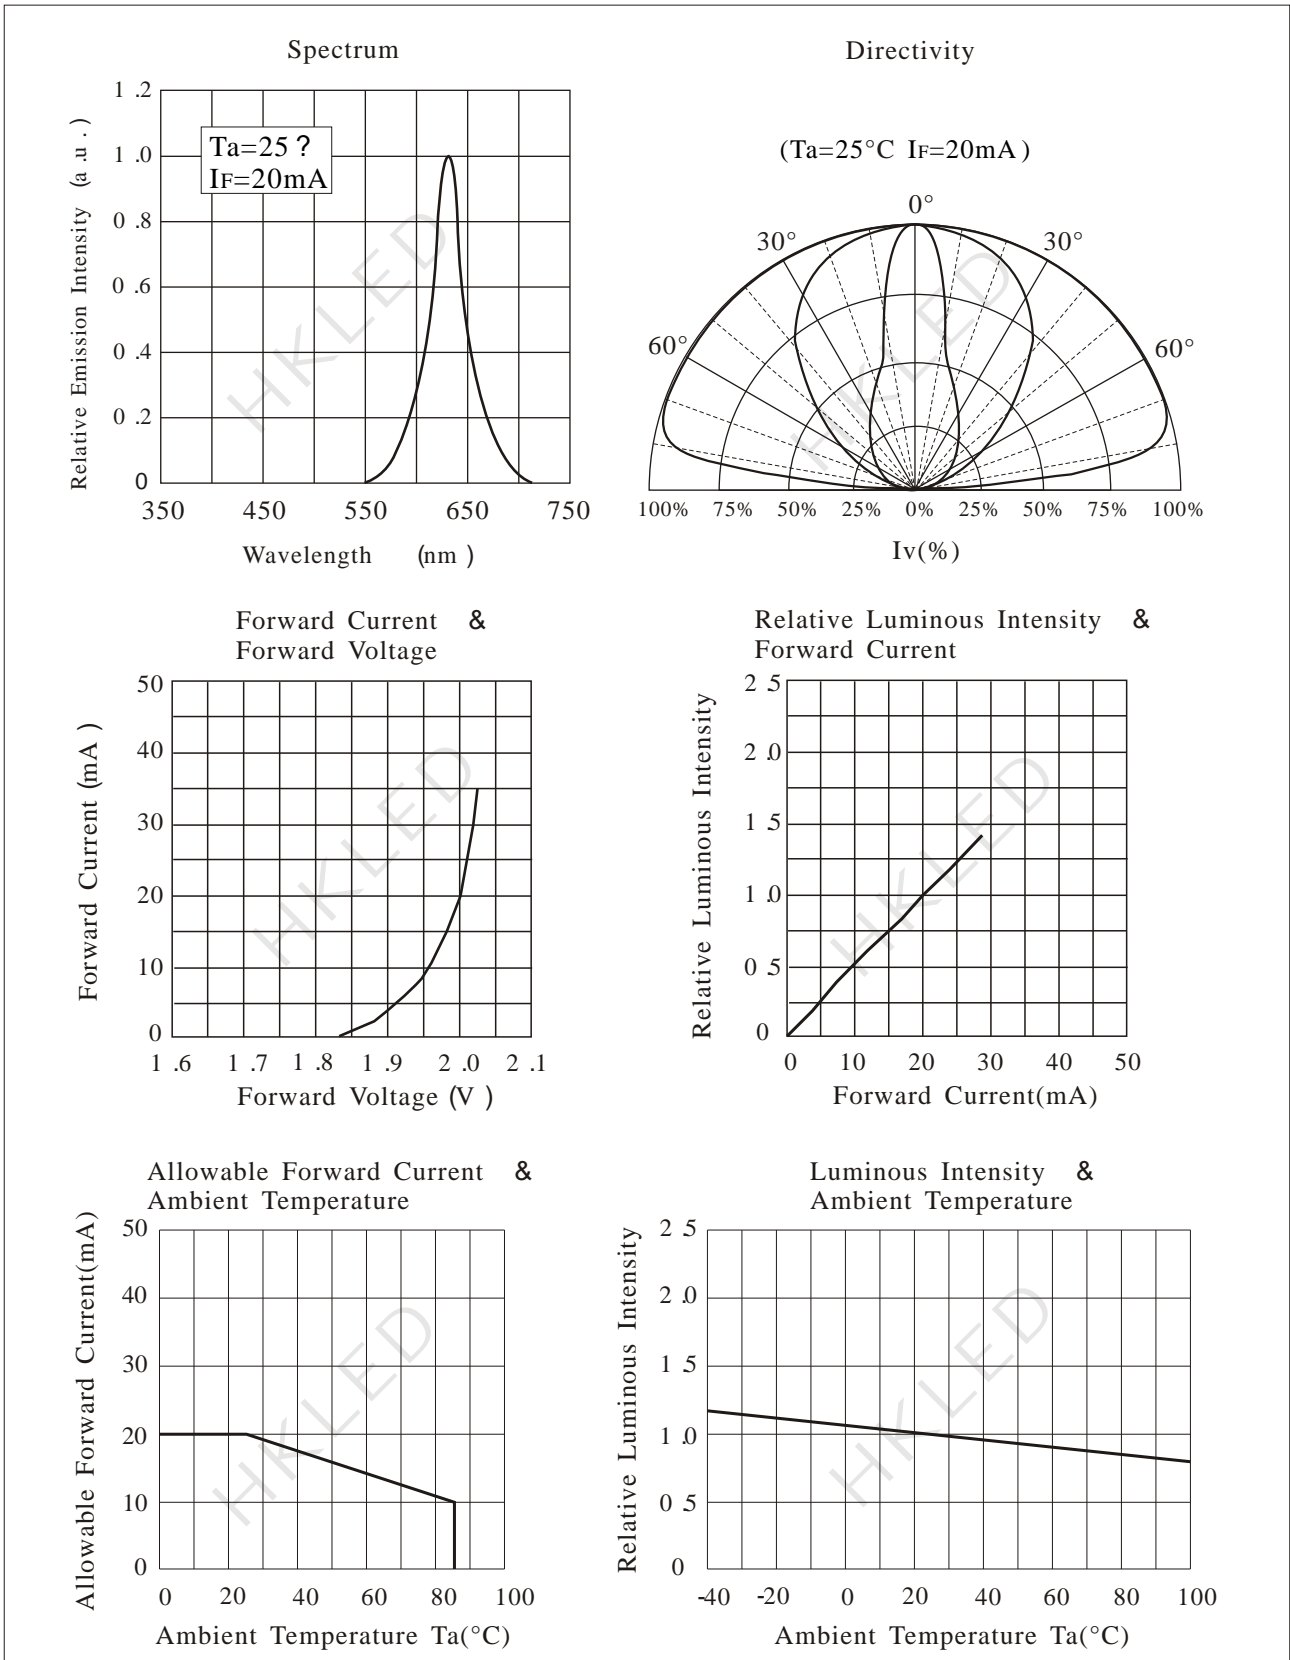 Spectrum
Relative Emission Intensity (a .u . )
1 .2
1 .0
0 .8
0 .6
0 .4
0 .2
0
Ta=25 ?
IF=20mA
HKLED
350 450 550 650 750
Wavelength (nm )
Directivity
(Ta=25°C IF=20mA )
0°
30° 30°
60° 60°
HKLED
100% 75% 50% 25% 0% 25% 50% 75% 100%
Iv(%)
Forward Current &
Forward Voltage
Forward Current (mA )
50
40
30
20
10
0
HKLED
1 .6 1 .7 1 .8 1 .9 2 .0 2 .1
Forward Voltage (V )
Relative Luminous Intensity &
Forward Current
Relative Luminous Intensity
2 5
2 .0
1 5
1 .0
0 5
0
HKLED
0 10 20 30 40 50
Forward Current(mA)
Allowable Forward Current &
Ambient Temperature
Allowable Forward Current(mA)
50
40
30
20
10
0
HKLED
0 20 40 60 80 100
Ambient Temperature Ta(°C)
Luminous Intensity &
Ambient Temperature
Relative Luminous Intensity
2 5
2 .0
1 5
1 .0
0 5
0
HKLED
-40 -20 0 20 40 60 80 100
Ambient Temperature Ta(°C)